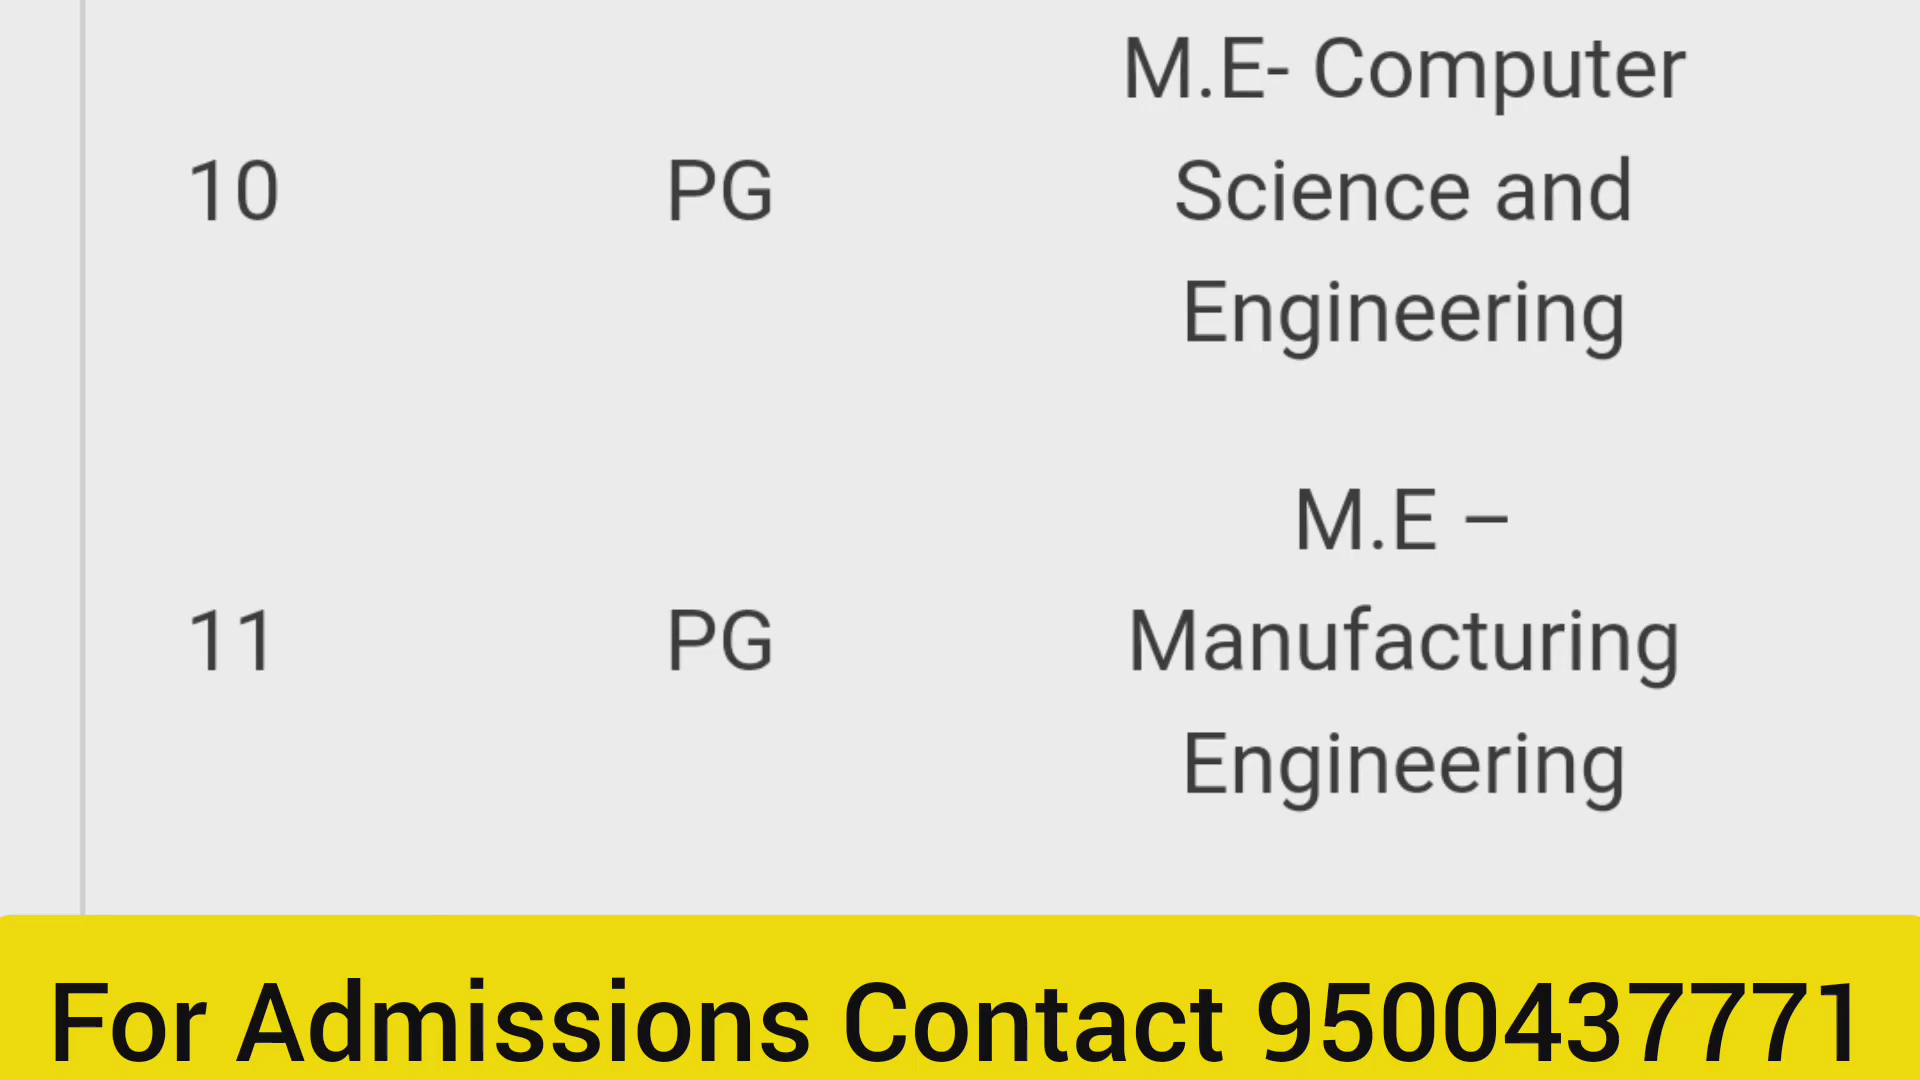 M.E- Computer
10 PG Science and
Engineering
M.E –
11 PG Manufacturing
Engineering
For Admissions Contact 9500437771